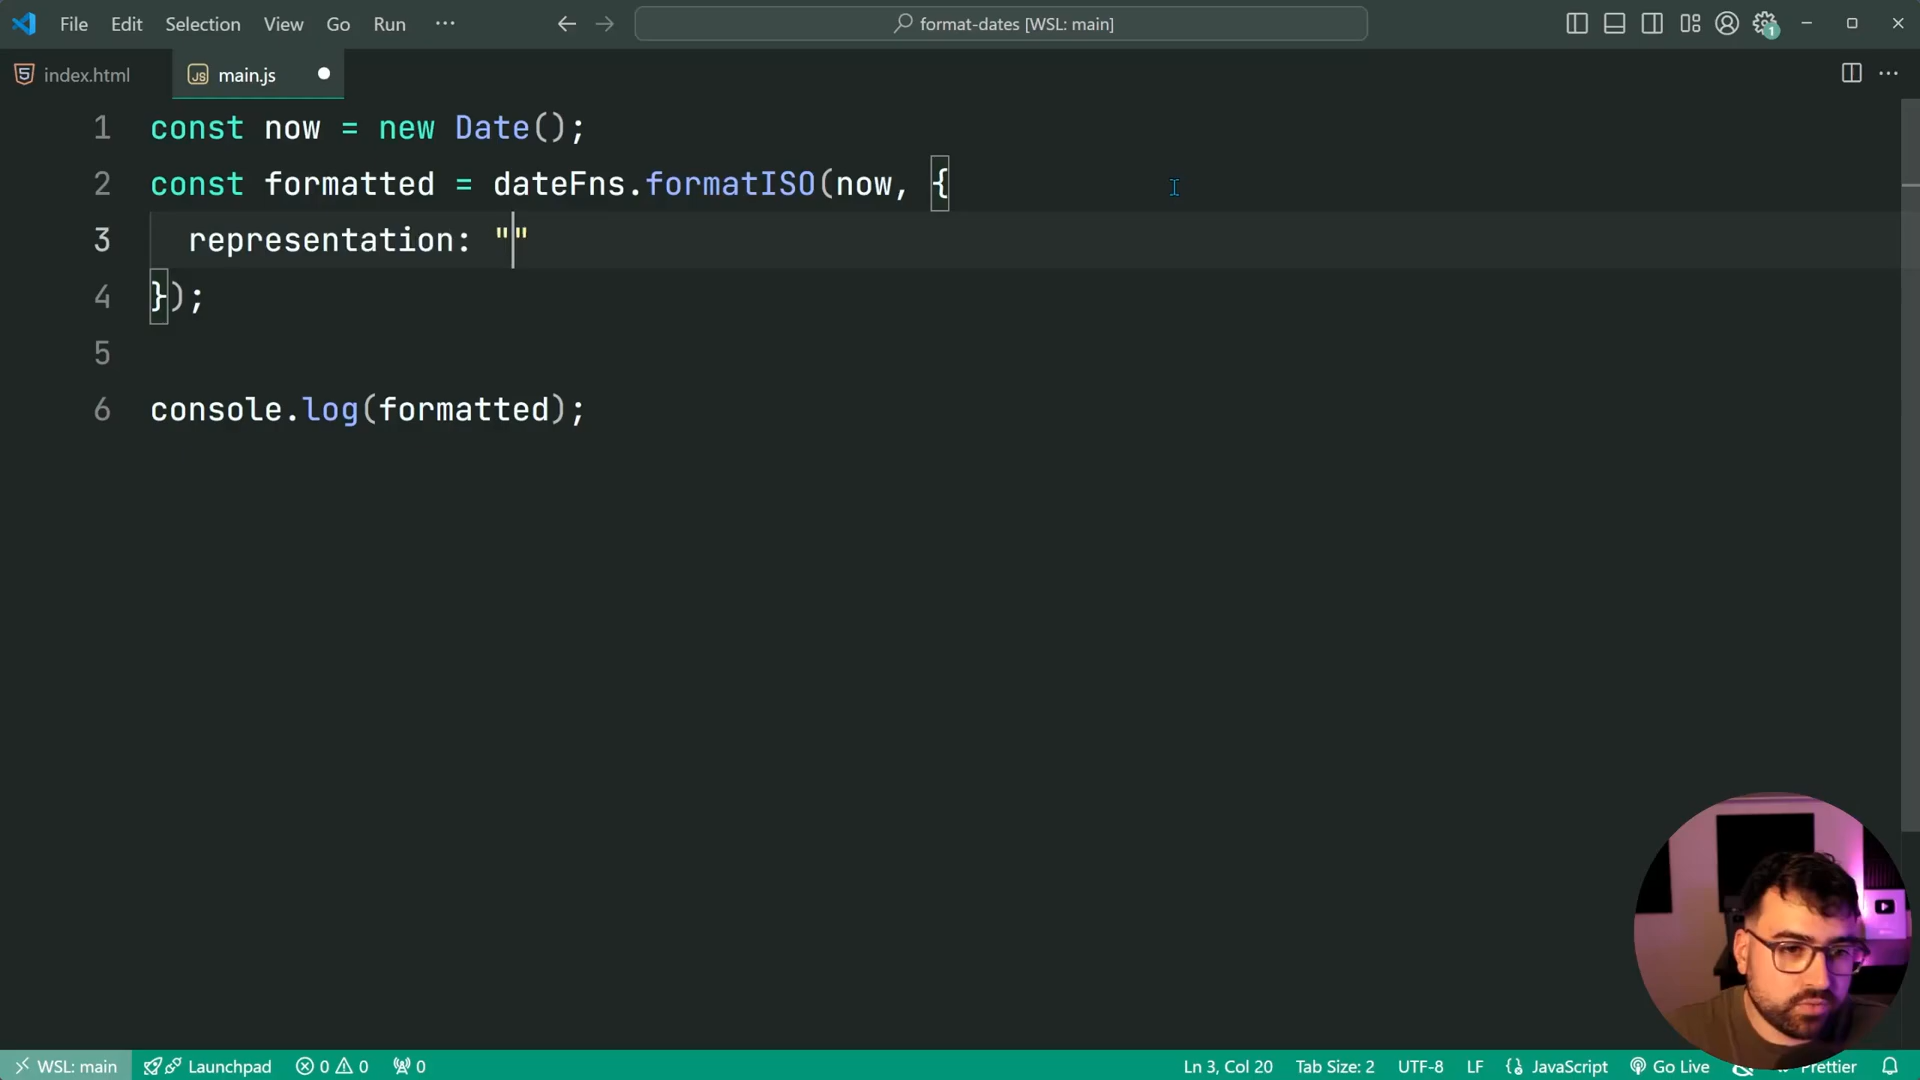 File Edit Selection View Go Run ···
format-dates [WSL: main]
1
index.html
JS main.js
1 const now = new Date();
2 const formatted = dateFns.formatISO(now, {
3 representation: ""
4 });
5
6 console.log(formatted);
WSL: main Launchpad 0 0 0 Ln 3, Col 20 Tab Size: 2 UTF-8 LF {} JavaScript Go Live Prettier